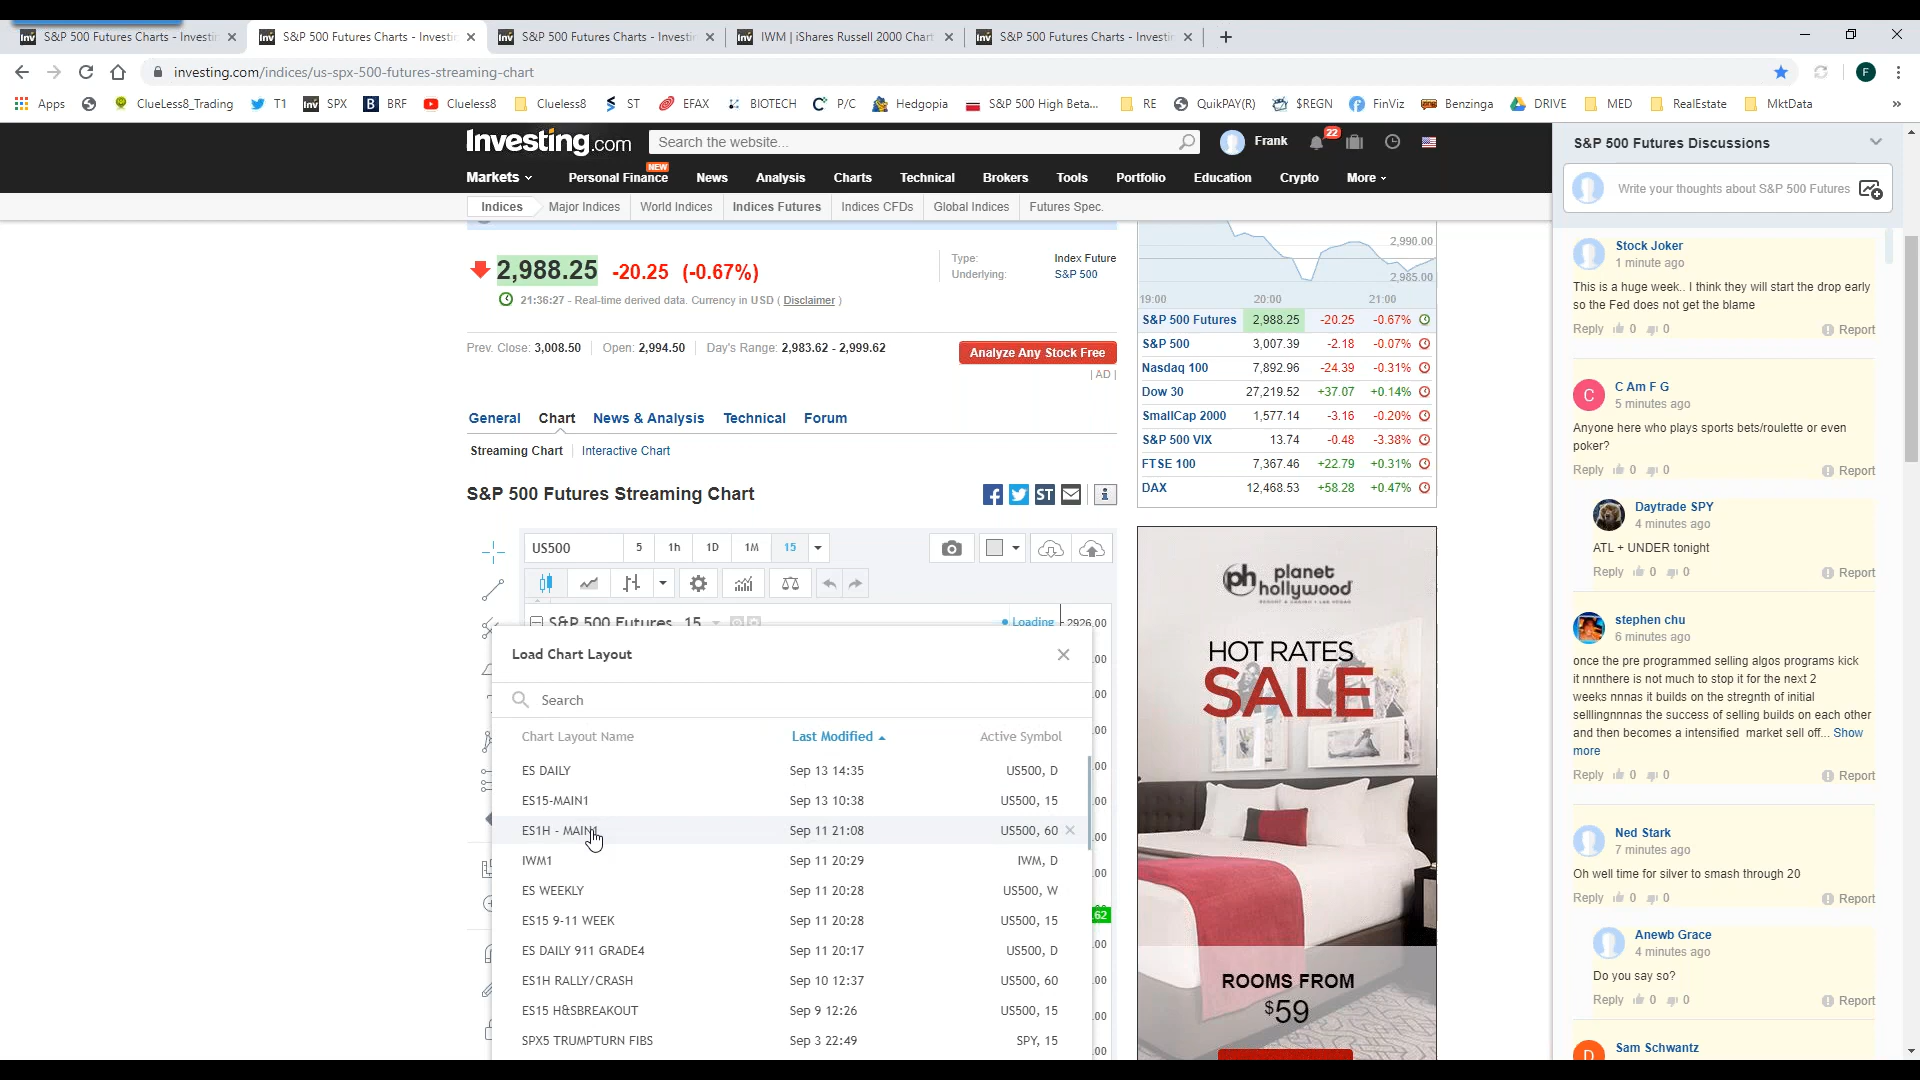 S&P 500 Futures Charts - Investi
S&P 500 Futures Charts - Investi
S&P 500 Futures Charts - Investi
IWM | iShares Russell 2000 Chart
S&P 500 Futures Charts - Investi
investing.com/indices/us-spx-500-futures-streaming-chart
F
Apps
ClueLess8_Trading
T1
SPX
BRF
Clueless8
Clueless8
ST
EFAX
BIOTECH
P/C
Hedgopia
S&P 500 High Beta...
RE
QuikPAY(R)
$REGN
FinViz
Benzinga
DRIVE
MED
RealEstate
MktData
Investing.com
Search the website...
Frank
22
NEW
Markets
Personal Finance
News
Analysis
Charts
Technical
Brokers
Tools
Portfolio
Education
Crypto
More
Indices
Major Indices
World Indices
Indices Futures
Indices CFDs
Global Indices
Futures Spec.
2,988.25 -20.25 (-0.67%)
21:36:27 - Real-time derived data. Currency in USD ( Disclaimer )
Type: Index Future
Underlying: S&P 500
Prev. Close: 3,008.50 Open: 2,994.50 Day's Range: 2,983.62 - 2,999.62
Analyze Any Stock Free
| AD |
General Chart News & Analysis Technical Forum
Streaming Chart Interactive Chart
S&P 500 Futures Streaming Chart
ST
US500 5 1h 1D 1M 15
S&P 500 Futures 15
Loading
2926.00
Load Chart Layout
Search
Chart Layout Name Last Modified Active Symbol
ES DAILY Sep 13 14:35 US500, D
ES15-MAIN1 Sep 13 10:38 US500, 15
ES1H - MAIN1 Sep 11 21:08 US500, 60
IWM1 Sep 11 20:29 IWM, D
ES WEEKLY Sep 11 20:28 US500, W
ES15 9-11 WEEK Sep 11 20:28 US500, 15
ES DAILY 911 GRADE4 Sep 11 20:17 US500, D
ES1H RALLY/CRASH Sep 10 12:37 US500, 60
ES15 H&SBREAKOUT Sep 9 12:26 US500, 15
SPX5 TRUMPTURN FIBS Sep 3 22:49 SPY, 15
.00
.00
.00
.00
.00
.00
.00
.62
.00
.00
.00
.00
2,990.00
2,985.00
19:00 20:00 21:00
S&P 500 Futures 2,988.25 -20.25 -0.67%
S&P 500 3,007.39 -2.18 -0.07%
Nasdaq 100 7,892.96 -24.39 -0.31%
Dow 30 27,219.52 +37.07 +0.14%
SmallCap 2000 1,577.14 -3.16 -0.20%
S&P 500 VIX 13.74 -0.48 -3.38%
FTSE 100 7,367.46 +22.79 +0.31%
DAX 12,468.53 +58.28 +0.47%
ph planet
hollywood
HOT RATES
SALE
ROOMS FROM
$59
S&P 500 Futures Discussions
Write your thoughts about S&P 500 Futures
Stock Joker
1 minute ago
This is a huge week.. I think they will start the drop early
so the Fed does not get the blame
Reply 0 0 Report
C
C Am F G
5 minutes ago
Anyone here who plays sports bets/roulette or even
poker?
Reply 0 0 Report
Daytrade SPY
4 minutes ago
ATL + UNDER tonight
Reply 0 0 Report
stephen chu
6 minutes ago
once the pre programmed selling algos programs kick
it nnnthere is not much to stop it for the next 2
weeks nnnas it builds on the stregnth of initial
selllingnnnas the success of selling builds on each other
and then becomes a intensified market sell off... Show
more
Reply 0 0 Report
Ned Stark
7 minutes ago
Oh well time for silver to smash through 20
Reply 0 0 Report
Anewb Grace
4 minutes ago
Do you say so?
Reply 0 0 Report
D
Sam Schwantz